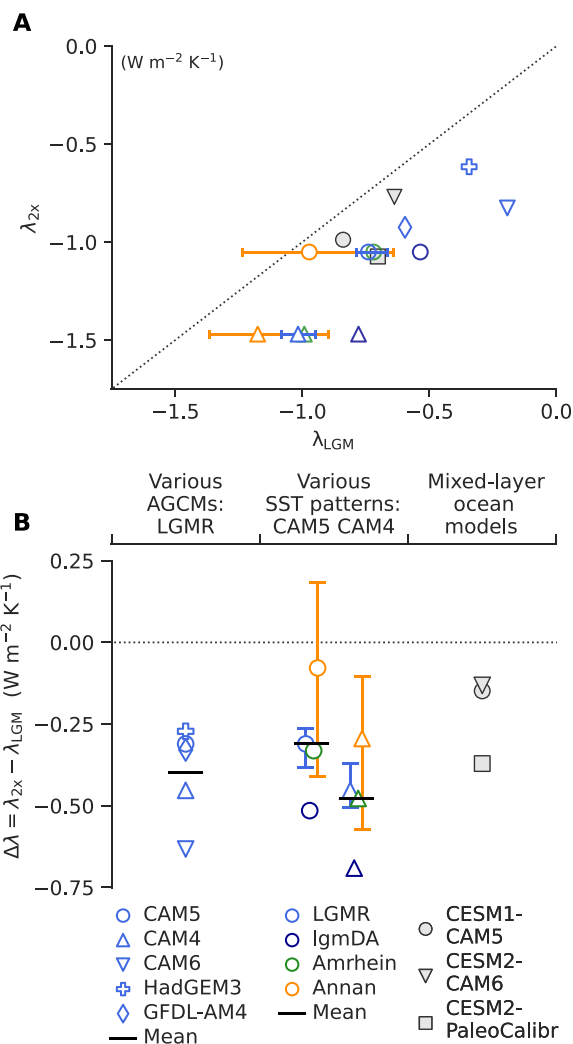 A
0.0
(W m−2 K−1)
−0.5
−1.0
−1.5
λ2x
−1.5
−1.0
−0.5
0.0
λLGM
Various
AGCMs:
LGMR
Various
SST patterns:
CAM5 CAM4
Mixed-layer
ocean
models
B
0.25
0.00
−0.25
−0.50
−0.75
Δλ = λ2x − λLGM (W m−2 K−1)
CAM5
CAM4
CAM6
HadGEM3
GFDL-AM4
Mean
LGMR
lgmDA
Amrhein
Annan
Mean
CESM1-
CAM5
CESM2-
CAM6
CESM2-
PaleoCalibr